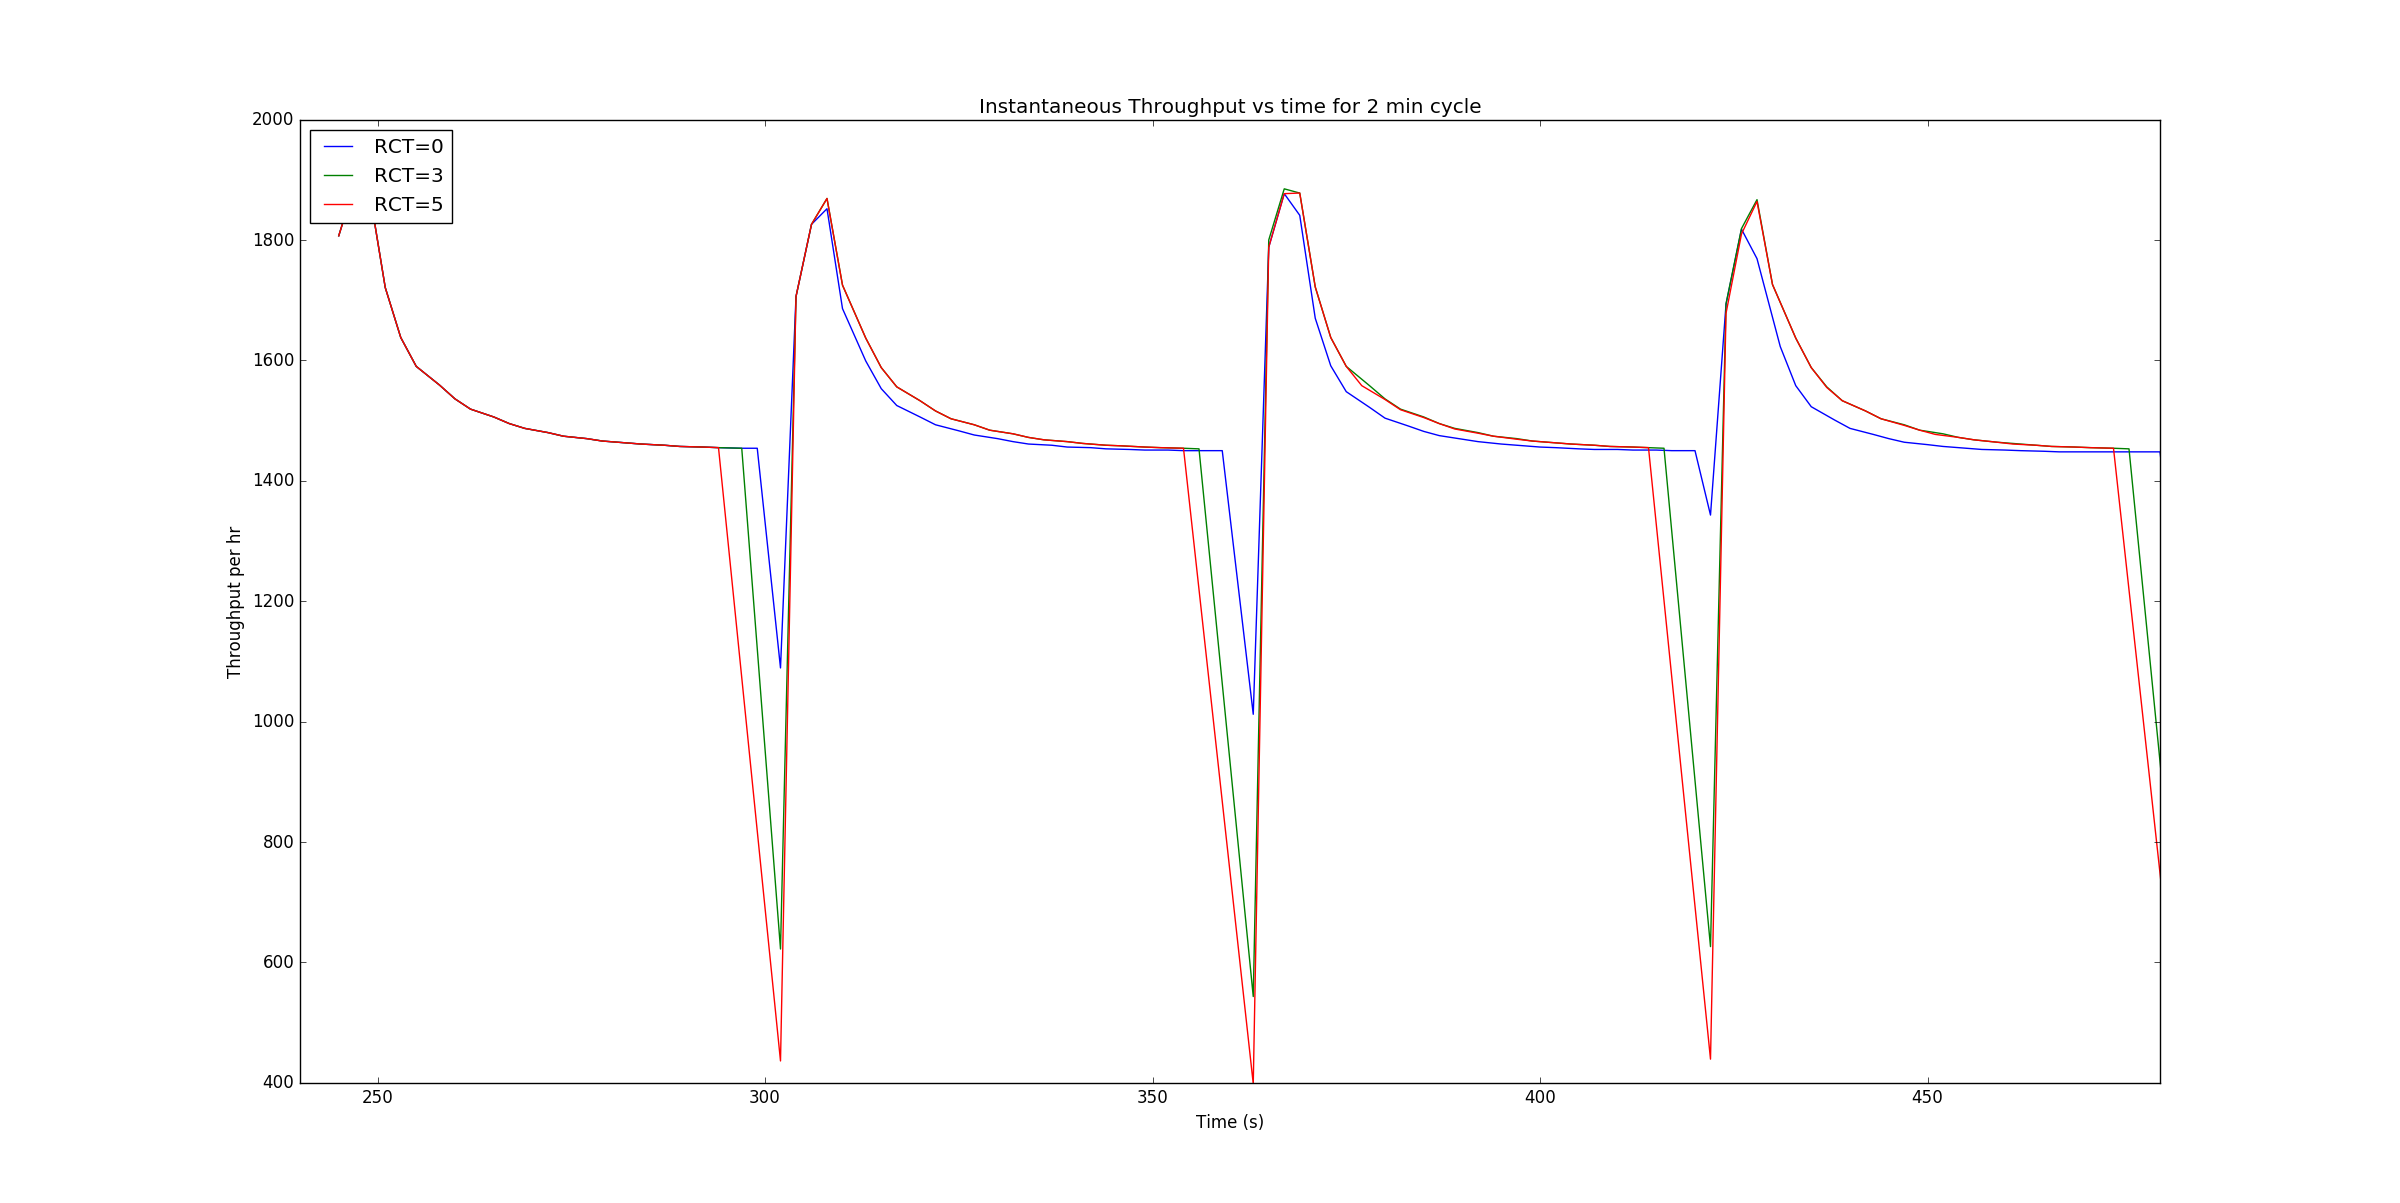 Instantaneous Throughput vs time for 2 min cycle
RCT=0
RCT=3
RCT=5
Throughput per hr
2000
1800
1600
1400
1200
1000
800
600
400
250
300
350
400
450
Time (s)